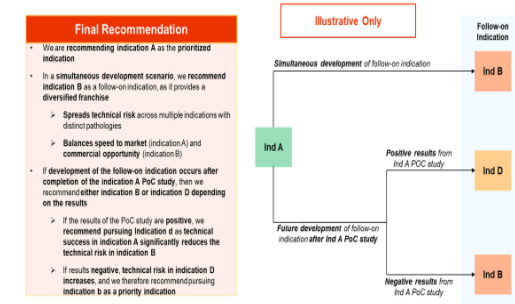 Final Recommendation
We are recommending indication A as the prioritized
indication
In a simultaneous development scenario, we recommend
indication B as a follow-on indication, as it provides a
diversified franchise
Spreads technical risk across multiple indications with
distinct pathologies
Balances speed to market (indication A) and
commercial opportunity (indication B)
If development of the follow-on indication occurs after
completion of the indication A PoC study, then we
recommend either indication B or indication D depending
on the results
If the results of the PoC study are positive, we
recommend pursuing Indication d as technical
success in indication A significantly reduces the
technical risk in indication B
If results negative, technical risk in indication D
increases, and we therefore recommend pursuing
indication b as a priority indication
Illustrative Only
Follow-on
Indication
Simultaneous development of follow-on indication
Ind B
Ind A
Positive results from
Ind A POC study
Ind D
Future development of follow-on
indication after Ind A PoC study
Negative results from
Ind A PoC study
Ind B